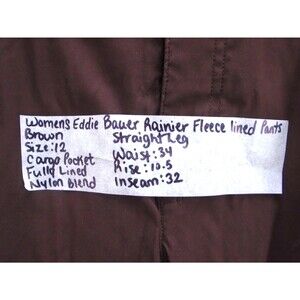 Womens Eddie Bauer Rainier Fleece lined Pants
Brown Straight Leg
Size: 12 Waist: 34
Cargo Pocket Rise: 10.5
Fully Lined Inseam: 32
Nylon Blend